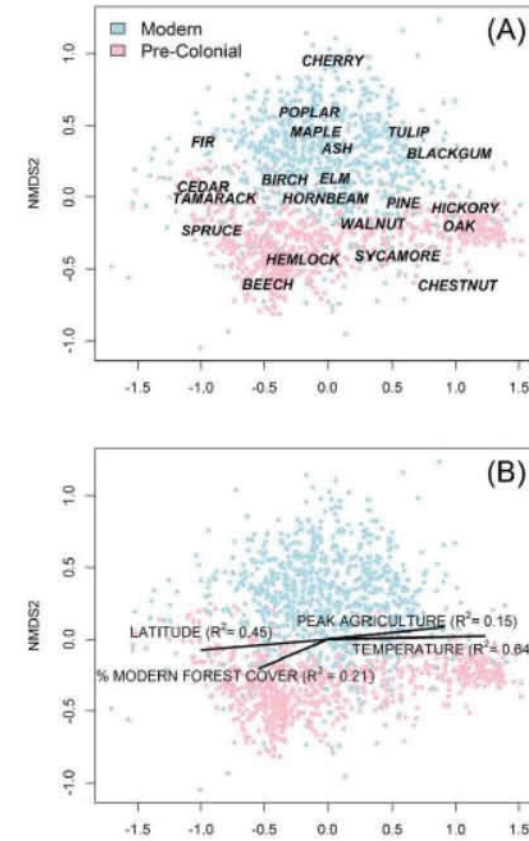 (A)
Modern
Pre-Colonial
CHERRY
POPLAR
MAPLE
TULIP
FIR
ASH
BLACKGUM
BIRCH
ELM
CEDAR
TAMARACK
HORNBEAM
PINE
HICKORY
WALNUT
OAK
SPRUCE
HEMLOCK
SYCAMORE
BEECH
CHESTNUT
NMDS2
1.0
0.5
0.0
-0.5
-1.0
-1.5 -1.0 -0.5 0.0 0.5 1.0 1.5
(B)
PEAK AGRICULTURE (R²= 0.15)
LATITUDE (R²= 0.45)
TEMPERATURE (R²= 0.64
% MODERN FOREST COVER (R²= 0.21)
NMDS2
1.0
0.5
0.0
-0.5
-1.0
-1.5 -1.0 -0.5 0.0 0.5 1.0 1.5